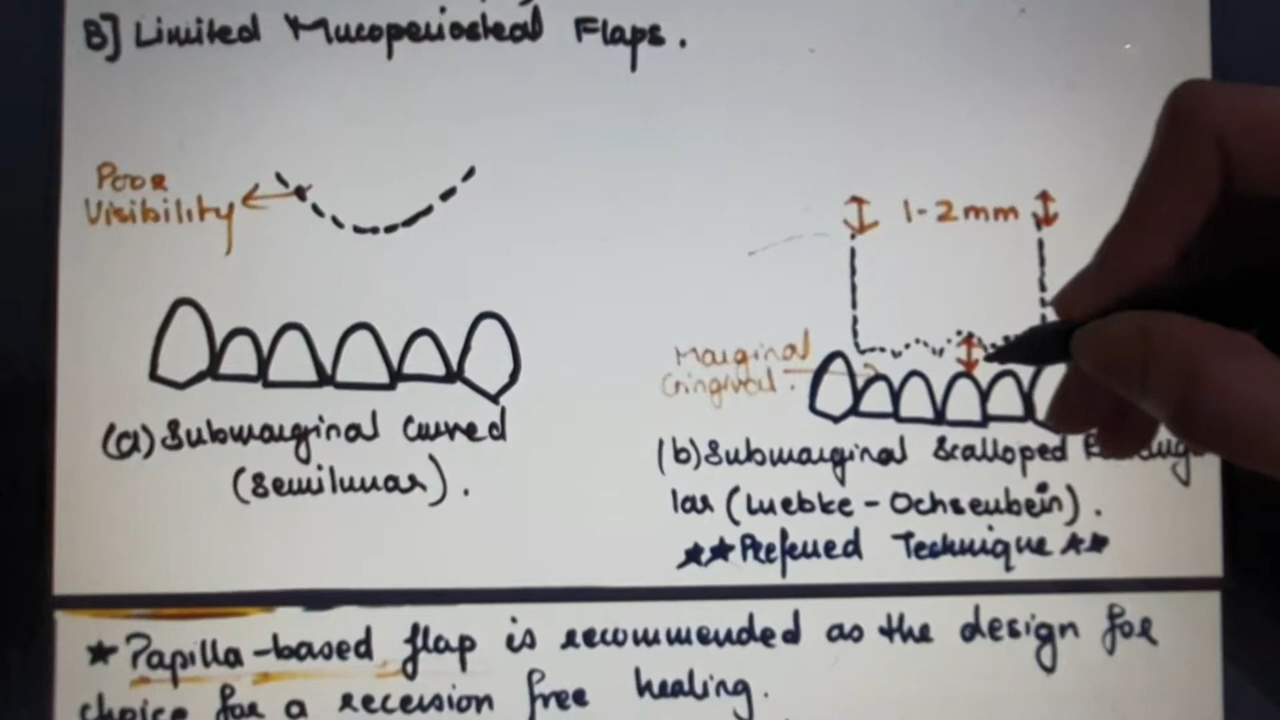 B] Limited Mucoperiosteal Flaps.
Poor
Visibility
1-2mm
Marginal
Gingival.
(a) Submarginal Curved
(Semilunar).
(b) Submarginal Scalloped
lar (Luebke - Ochsenbein).
★★ Preferred Technique ★★
★ Papilla-based flap is recommended as the design for
choice for a recession free healing.